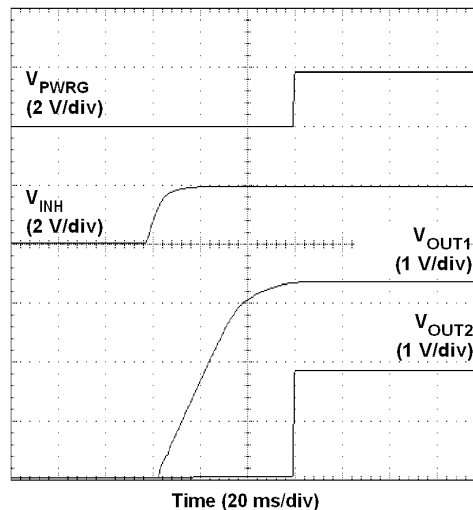 V_PWRG
(2 V/div)
V_INH
(2 V/div)
V_OUT1
(1 V/div)
V_OUT2
(1 V/div)
Time (20 ms/div)